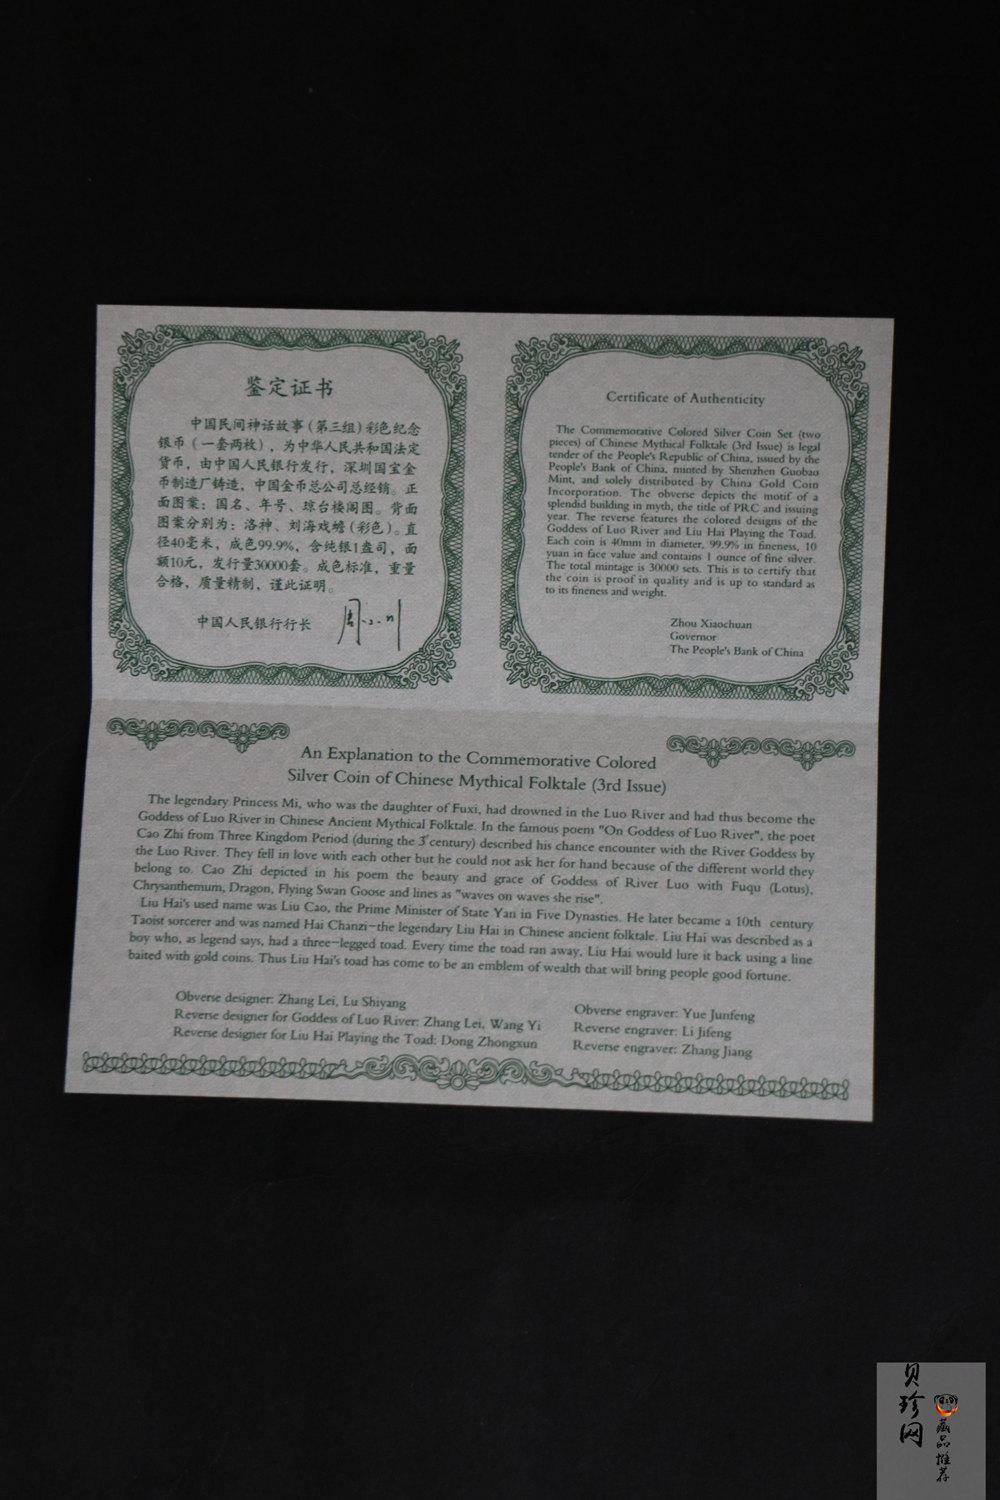 鉴定证书
中国民间神话故事（第三组）彩色纪念
银币（一套两枚），为中华人民共和国法定
货币，由中国人民银行发行，深圳国宝金
币制造厂铸造，中国金币总公司总经销。正
面图案：国名、年号、琼台楼阁图。背面
图案分别为：洛神、刘海戏蟾（彩色）。直
径40毫米，成色99.9%，含纯银1盎司，面
额10元，发行量30000套。成色标准，重量
合格，质量精制，谨此证明。
中国人民银行行长 周小川
Certificate of Authenticity
The Commemorative Colored Silver Coin Set (two
pieces) of Chinese Mythical Folktale (3rd Issue) is legal
tender of the People's Republic of China, issued by the
People's Bank of China, minted by Shenzhen Guobao
Mint, and solely distributed by China Gold Coin
Incorporation. The obverse depicts the motif of a
splendid building in myth, the title of PRC and issuing
year. The reverse features the colored designs of the
Goddess of Luo River and Liu Hai Playing the Toad.
Each coin is 40mm in diameter, 99.9% in fineness, 10
yuan in face value and contains 1 ounce of fine silver.
The total mintage is 30000 sets. This is to certify that
the coin is proof in quality and is up to standard as
to its fineness and weight.
Zhou Xiaochuan
Governor
The People's Bank of China
An Explanation to the Commemorative Colored
Silver Coin of Chinese Mythical Folktale (3rd Issue)
The legendary Princess Mi, who was the daughter of Fuxi, had drowned in the Luo River and had thus become the
Goddess of Luo River in Chinese Ancient Mythical Folktale. In the famous poem "On Goddess of Luo River", the poet
Cao Zhi from Three Kingdom Period (during the 3r century) described his chance encounter with the River Goddess by
the Luo River. They fell in love with each other but he could not ask her for hand because of the different world they
belong to. Cao Zhi depicted in his poem the beauty and grace of Goddess of River Luo with Fuqu (Lotus),
Chrysanthemum, Dragon, Flying Swan Goose and lines as "waves on waves she rise".
Liu Hai's used name was Liu Cao, the Prime Minister of State Yan in Five Dynasties. He later became a 10th century
Taoist sorcerer and was named Hai Chanzi-the legendary Liu Hai in Chinese ancient folktale. Liu Hai was described as a
boy who, as legend says, had a three-legged toad. Every time the toad ran away, Liu Hai would lure it back using a line
baited with gold coins. Thus Liu Hai's toad has come to be an emblem of wealth that will bring people good fortune.
Obverse designer: Zhang Lei, Lu Shiyang
Reverse designer for Goddess of Luo River: Zhang Lei, Wang Yi
Reverse designer for Liu Hai Playing the Toad: Dong Zhongxun
Obverse engraver: Yue Junfeng
Reverse engraver: Li Jifeng
Reverse engraver: Zhang Jiang
贝珍网
藏品推荐